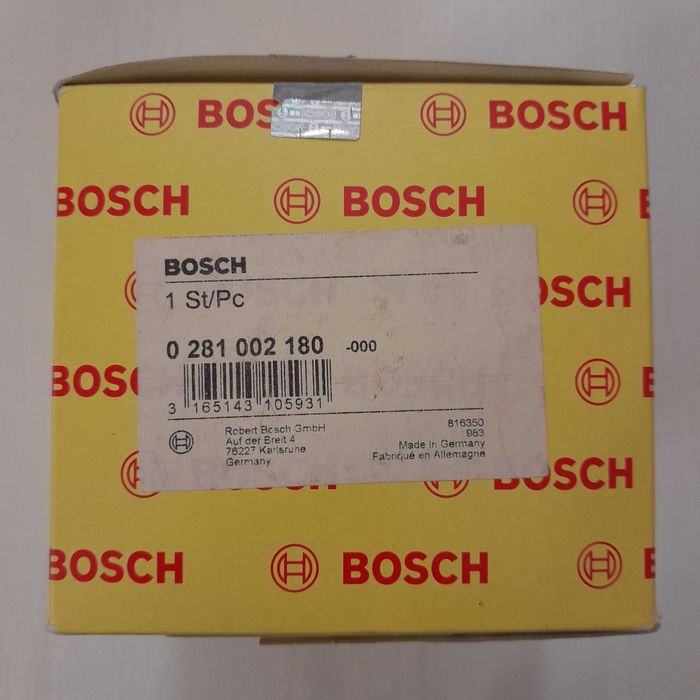 BOSCH BOSCH
BOSCH BOSCH
BOSCH
1 St/Pc
0 281 002 180 -000
3 165143 105931
Robert Bosch GmbH
Auf der Breit 4
76227 Karlsruhe
Germany
816350
983
Made in Germany
Fabriqué en Allemagne
BOSCH BOSCH